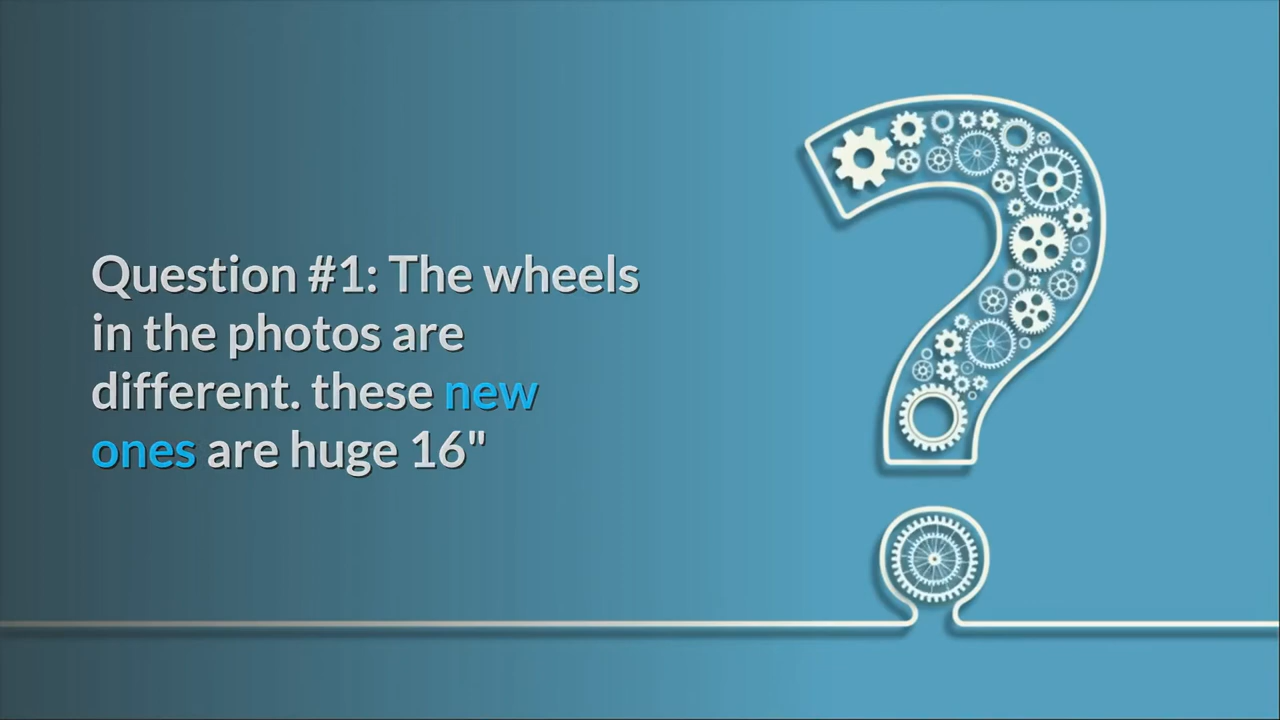 Question #1: The wheels
in the photos are
different. these new
ones are huge 16"